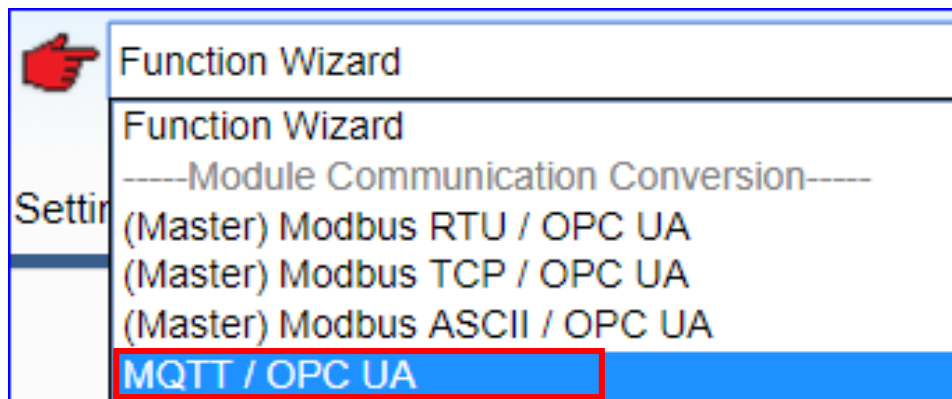 Function Wizard
Function Wizard
-----Module Communication Conversion-----
Settin
(Master) Modbus RTU / OPC UA
(Master) Modbus TCP / OPC UA
(Master) Modbus ASCII / OPC UA
MQTT / OPC UA